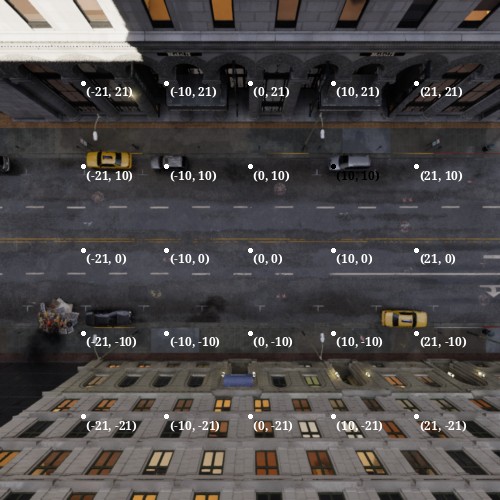 (-21, 21) (-10, 21) (0, 21) (10, 21) (21, 21)
(-21, 10) (-10, 10) (0, 10) (10, 10) (21, 10)
(-21, 0) (-10, 0) (0, 0) (10, 0) (21, 0)
(-21, -10) (-10, -10) (0, -10) (10, -10) (21, -10)
(-21, -21) (-10, -21) (0, -21) (10, -21) (21, -21)